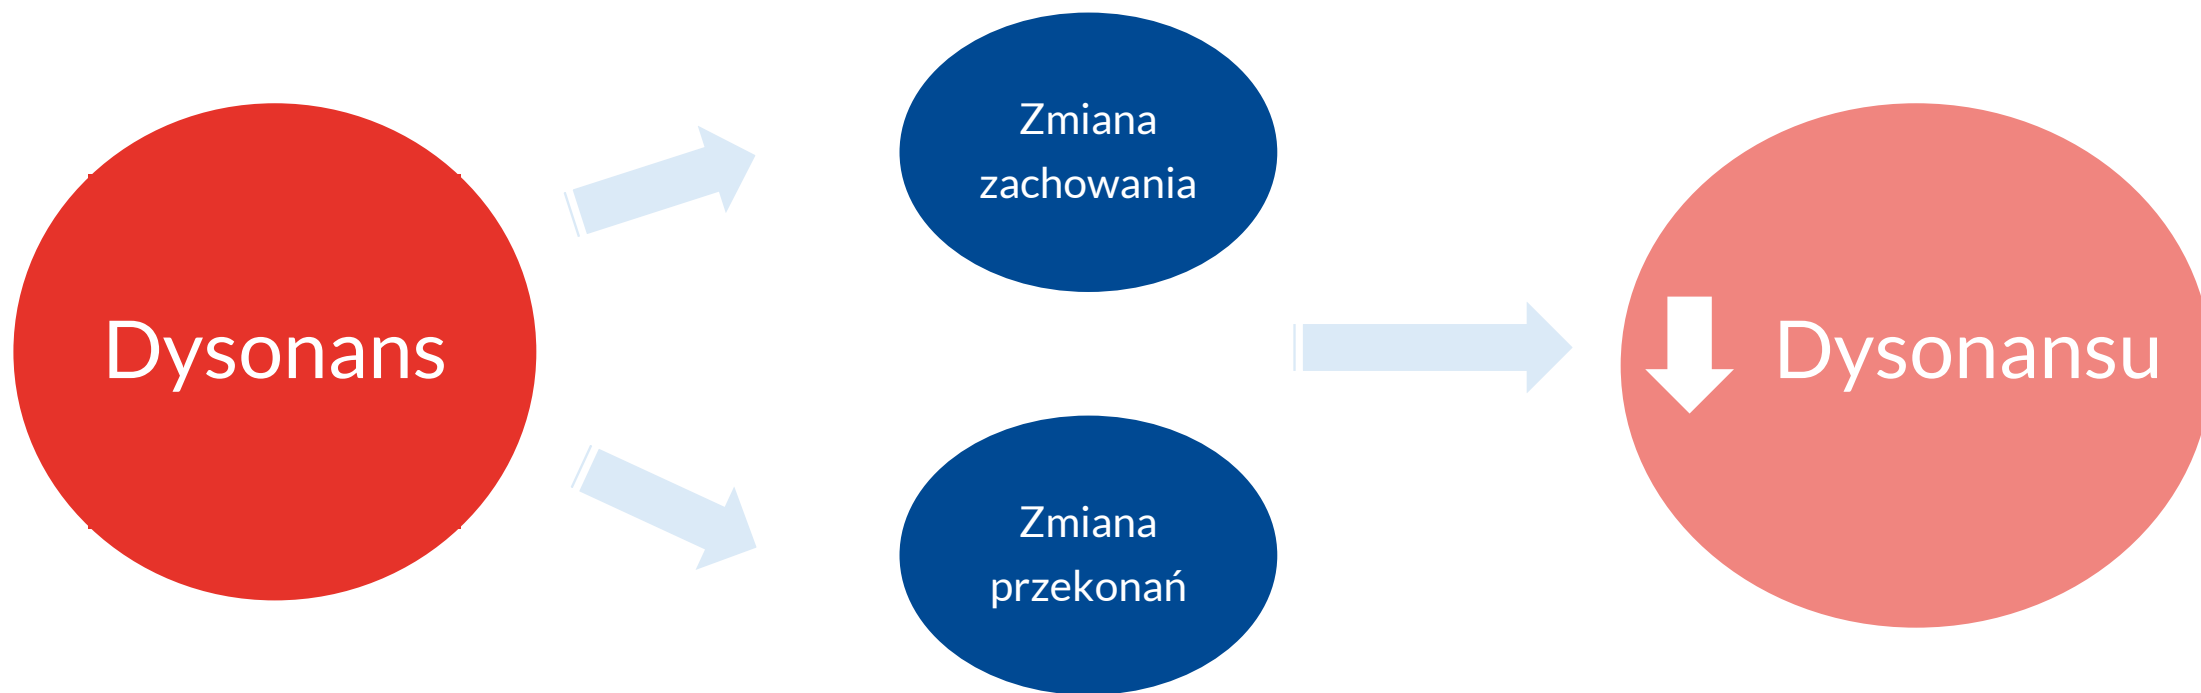 Dysonans
Zmiana
zachowania
Zmiana
przekonań
Dysonansu